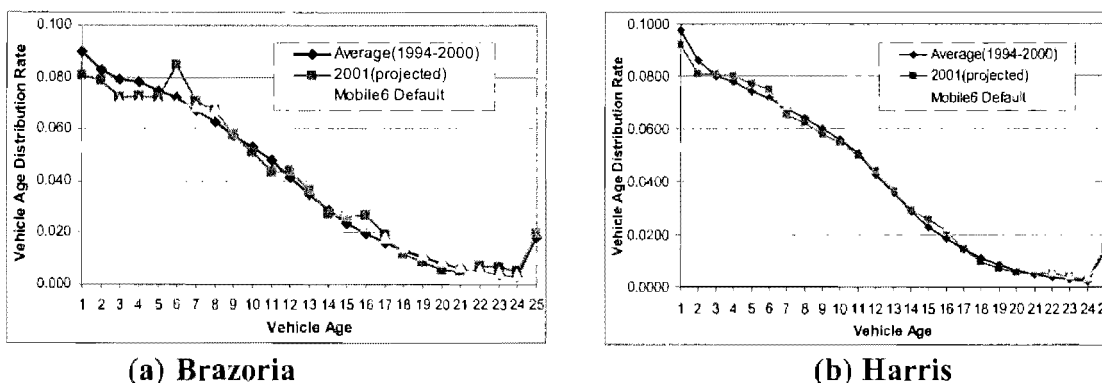 0.100
0.080
0.060
0.040
0.020
0.000
Vehicle Age Distribution Rate
Average(1994-2000)
2001(projected)
Mobile6 Default
1 2 3 4 5 6 7 8 9 10 11 12 13 14 15 16 17 18 19 20 21 22 23 24 25
Vehicle Age
(a) Brazoria
0.1000
0.0800
0.0600
0.0400
0.0200
0.0000
Vehicle Age Distribution Rate
Average(1994-2000)
2001(projected)
Mobile6 Default
1 2 3 4 5 6 7 8 9 10 11 12 13 14 15 16 17 18 19 20 21 22 23 24
Vehicle Age
(b) Harris